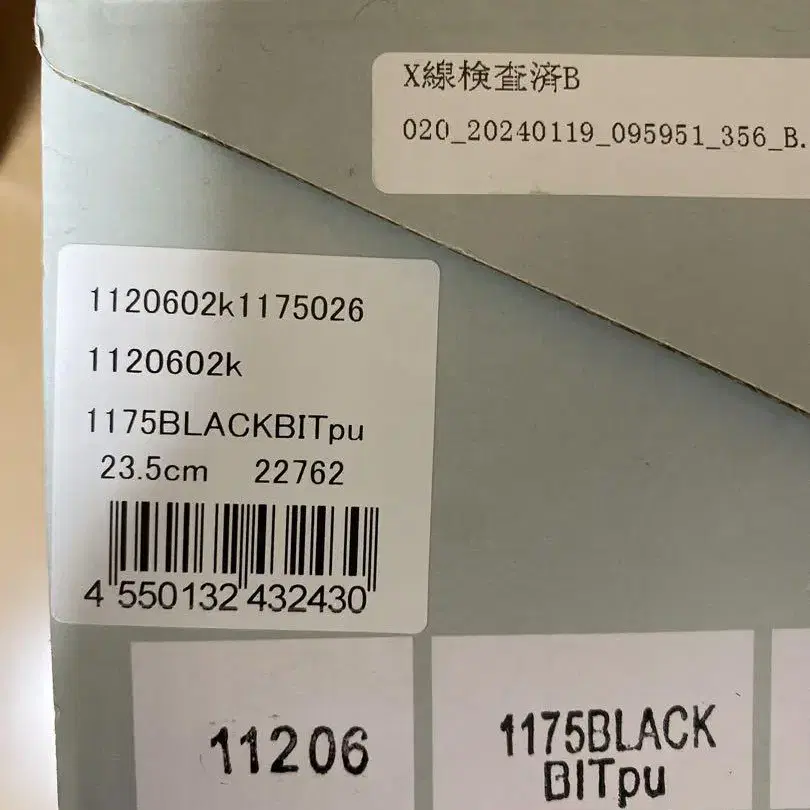 X線検査済B
020_20240119_095951_356_B.
1120602k1175026
1120602k
1175BLACKBITpu
23.5cm 22762
4 550132 432430
11206
1175BLACK
BITpu